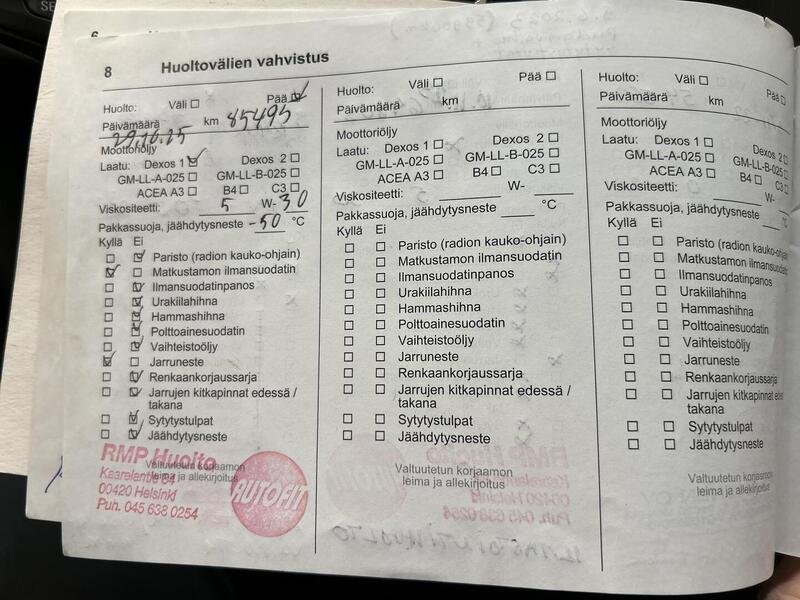 8 Huoltovälien vahvistus
Huolto: Väli ☐ Pää ☑
Päivämäärä km 85495
29.10.25
Moottoriöljy
Laatu: Dexos 1 ☑ Dexos 2 ☐
GM-LL-A-025 ☐ GM-LL-B-025 ☐
ACEA A3 ☐ B4 ☐ C3 ☐
Viskositeetti: 5 W-30
Pakkassuoja, jäähdytysneste -50 °C
Kyllä Ei
☐ ☑ Paristo (radion kauko-ohjain)
☑ ☐ Matkustamon ilmansuodatin
☐ ☑ Ilmansuodatinpanos
☐ ☑ Urakiilahihna
☐ ☑ Hammashihna
☐ ☑ Polttoainesuodatin
☐ ☑ Vaihteistoöljy
☑ ☐ Jarruneste
☐ ☑ Renkaankorjaussarja
☐ ☑ Jarrujen kitkapinnat edessä /
takana
☐ ☑ Sytytystulpat
☐ ☑ Jäähdytysneste
Valtuutetun korjaamon
leima ja allekirjoitus
RMP Huolto
Kaarelantie 84
00420 Helsinki
Puh. 045 638 0254
AUTOFIT
Huolto: Väli ☐ Pää ☐
Päivämäärä km
Moottoriöljy
Laatu: Dexos 1 ☐ Dexos 2 ☐
GM-LL-A-025 ☐ GM-LL-B-025 ☐
ACEA A3 ☐ B4 ☐ C3 ☐
Viskositeetti: W-
Pakkassuoja, jäähdytysneste °C
Kyllä Ei
☐ ☐ Paristo (radion kauko-ohjain)
☐ ☐ Matkustamon ilmansuodatin
☐ ☐ Ilmansuodatinpanos
☐ ☐ Urakiilahihna
☐ ☐ Hammashihna
☐ ☐ Polttoainesuodatin
☐ ☐ Vaihteistoöljy
☐ ☐ Jarruneste
☐ ☐ Renkaankorjaussarja
☐ ☐ Jarrujen kitkapinnat edessä /
takana
☐ ☐ Sytytystulpat
☐ ☐ Jäähdytysneste
Valtuutetun korjaamon
leima ja allekirjoitus
Huolto: Väli ☐ Pää ☐
Päivämäärä km
Moottoriöljy
Laatu: Dexos 1 ☐ Dexos 2 ☐
GM-LL-A-025 ☐ GM-LL-B-025
ACEA A3 ☐ B4 ☐ C3 ☐
Viskositeetti: W-
Pakkassuoja, jäähdytysneste °C
Kyllä Ei
☐ ☐ Paristo (radion kauko-ohjain)
☐ ☐ Matkustamon ilmansuodatin
☐ ☐ Ilmansuodatinpanos
☐ ☐ Urakiilahihna
☐ ☐ Hammashihna
☐ ☐ Polttoainesuodatin
☐ ☐ Vaihteistoöljy
☐ ☐ Jarruneste
☐ ☐ Renkaankorjaussarja
☐ ☐ Jarrujen kitkapinnat
takana
☐ ☐ Sytytystulpat
☐ ☐ Jäähdytysneste
Valtuutetun korjaamon
leima ja allekirjoitus